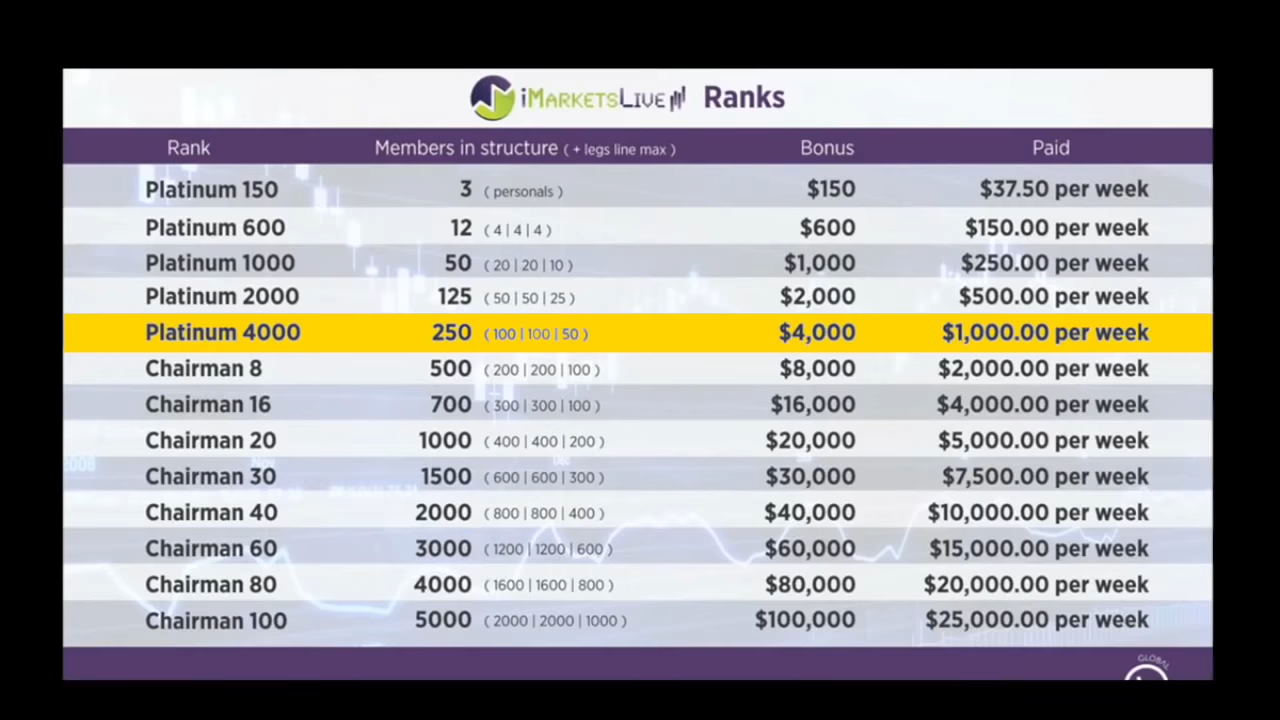 iMarketsLive Ranks
Rank Members in structure ( + legs line max ) Bonus Paid
Platinum 150 3 ( personals ) $150 $37.50 per week
Platinum 600 12 ( 4 | 4 | 4 ) $600 $150.00 per week
Platinum 1000 50 ( 20 | 20 | 10 ) $1,000 $250.00 per week
Platinum 2000 125 ( 50 | 50 | 25 ) $2,000 $500.00 per week
Platinum 4000 250 ( 100 | 100 | 50 ) $4,000 $1,000.00 per week
Chairman 8 500 ( 200 | 200 | 100 ) $8,000 $2,000.00 per week
Chairman 16 700 ( 300 | 300 | 100 ) $16,000 $4,000.00 per week
Chairman 20 1000 ( 400 | 400 | 200 ) $20,000 $5,000.00 per week
Chairman 30 1500 ( 600 | 600 | 300 ) $30,000 $7,500.00 per week
Chairman 40 2000 ( 800 | 800 | 400 ) $40,000 $10,000.00 per week
Chairman 60 3000 ( 1200 | 1200 | 600 ) $60,000 $15,000.00 per week
Chairman 80 4000 ( 1600 | 1600 | 800 ) $80,000 $20,000.00 per week
Chairman 100 5000 ( 2000 | 2000 | 1000 ) $100,000 $25,000.00 per week
GLOBAL